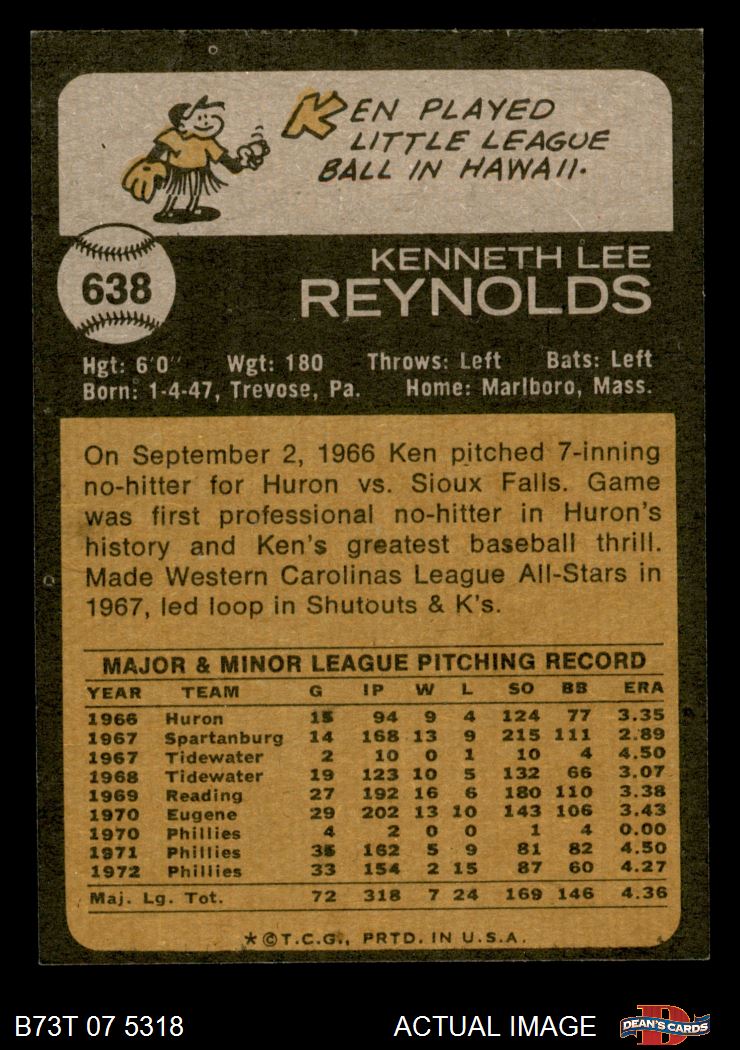 KEN PLAYED
LITTLE LEAGUE
BALL IN HAWAII.
638
KENNETH LEE
REYNOLDS
Hgt: 6'0" Wgt: 180 Throws: Left Bats: Left
Born: 1-4-47, Trevose, Pa. Home: Marlboro, Mass.
On September 2, 1966 Ken pitched 7-inning
no-hitter for Huron vs. Sioux Falls. Game
was first professional no-hitter in Huron's
history and Ken's greatest baseball thrill.
Made Western Carolinas League All-Stars in
1967, led loop in Shutouts & K's.
MAJOR & MINOR LEAGUE PITCHING RECORD
YEAR TEAM G IP W L SO BB ERA
1966 Huron 15 94 9 4 124 77 3.35
1967 Spartanburg 14 168 13 9 215 111 2.89
1967 Tidewater 2 10 0 1 10 4 4.50
1968 Tidewater 19 123 10 5 132 66 3.07
1969 Reading 27 192 16 6 180 110 3.38
1970 Eugene 29 202 13 10 143 106 3.43
1970 Phillies 4 2 0 0 1 4 0.00
1971 Phillies 35 162 5 9 81 82 4.50
1972 Phillies 33 154 2 15 87 60 4.27
Maj. Lg. Tot. 72 318 7 24 169 146 4.36
*©T.C.G., PRTD. IN U.S.A.
B73T 07 5318 ACTUAL IMAGE D DEAN'S CARDS